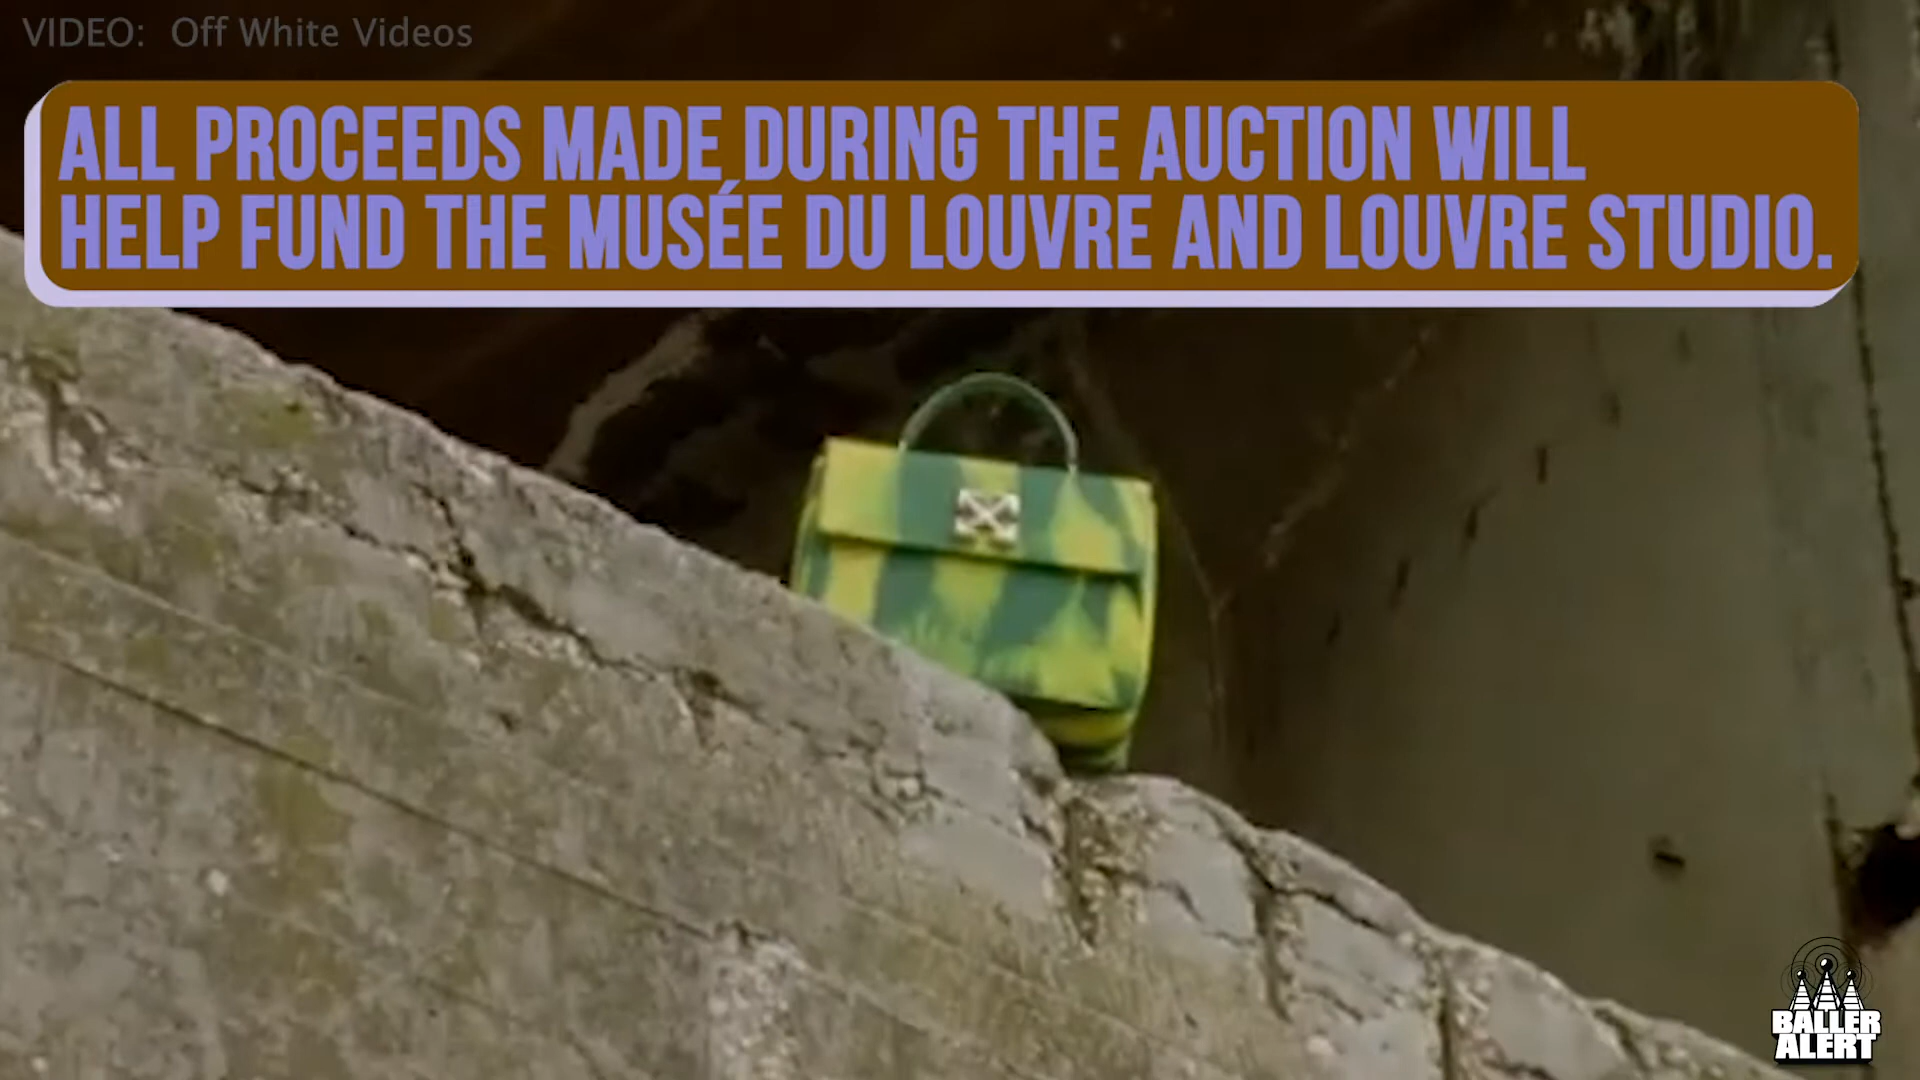 VIDEO: Off White Videos
ALL PROCEEDS MADE DURING THE AUCTION WILL
HELP FUND THE MUSÉE DU LOUVRE AND LOUVRE STUDIO.
BALLER
ALERT